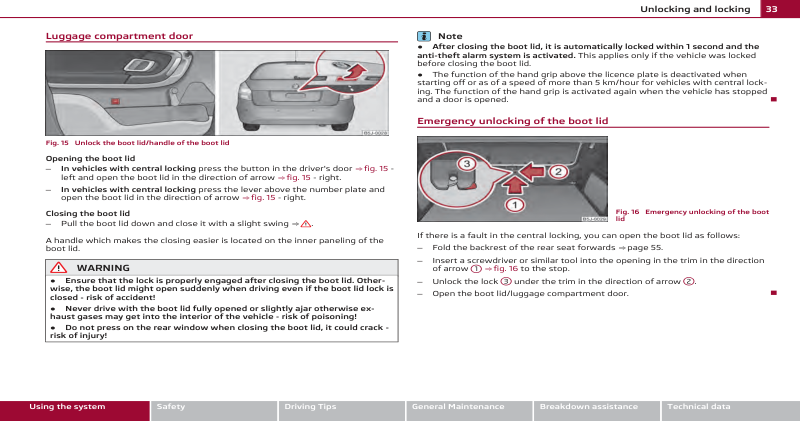 Unlocking and locking 33
Luggage compartment door
B5J-0028
Fig. 15 Unlock the boot lid/handle of the boot lid
Opening the boot lid
– In vehicles with central locking press the button in the driver's door ⇒ fig. 15 -
left and open the boot lid in the direction of arrow ⇒ fig. 15 - right.
– In vehicles with central locking press the lever above the number plate and
open the boot lid in the direction of arrow ⇒ fig. 15 - right.
Closing the boot lid
– Pull the boot lid down and close it with a slight swing ⇒ ⚠.
A handle which makes the closing easier is located on the inner paneling of the
boot lid.
WARNING
● Ensure that the lock is properly engaged after closing the boot lid. Other-
wise, the boot lid might open suddenly when driving even if the boot lid lock is
closed - risk of accident!
● Never drive with the boot lid fully opened or slightly ajar otherwise ex-
haust gases may get into the interior of the vehicle - risk of poisoning!
● Do not press on the rear window when closing the boot lid, it could crack -
risk of injury!
i Note
● After closing the boot lid, it is automatically locked within 1 second and the
anti-theft alarm system is activated. This applies only if the vehicle was locked
before closing the boot lid.
● The function of the hand grip above the licence plate is deactivated when
starting off or as of a speed of more than 5 km/hour for vehicles with central lock-
ing. The function of the hand grip is activated again when the vehicle has stopped
and a door is opened.
Emergency unlocking of the boot lid
3
2
1
Fig. 16 Emergency unlocking of the boot
lid
If there is a fault in the central locking, you can open the boot lid as follows:
– Fold the backrest of the rear seat forwards ⇒ page 55.
– Insert a screwdriver or similar tool into the opening in the trim in the direction
of arrow ① ⇒ fig. 16 to the stop.
– Unlock the lock ③ under the trim in the direction of arrow ②.
– Open the boot lid/luggage compartment door.
Using the system Safety Driving Tips General Maintenance Breakdown assistance Technical data